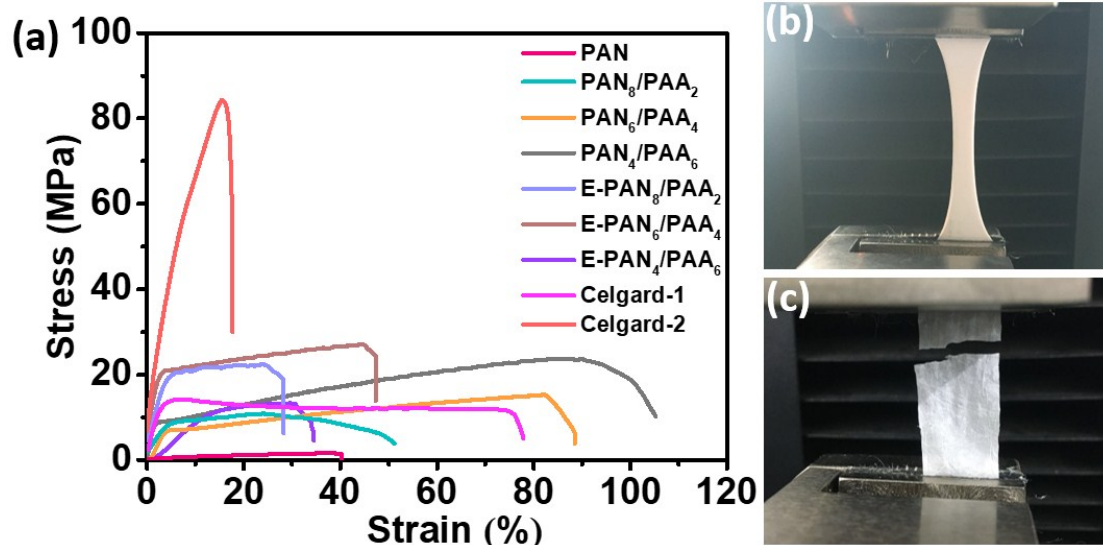 (a)
100
80
60
40
20
0
Stress (MPa)
0 20 40 60 80 100 120
Strain (%)
PAN
PAN₈/PAA₂
PAN₆/PAA₄
PAN₄/PAA₆
E-PAN₈/PAA₂
E-PAN₆/PAA₄
E-PAN₄/PAA₆
Celgard-1
Celgard-2
(b)
(c)